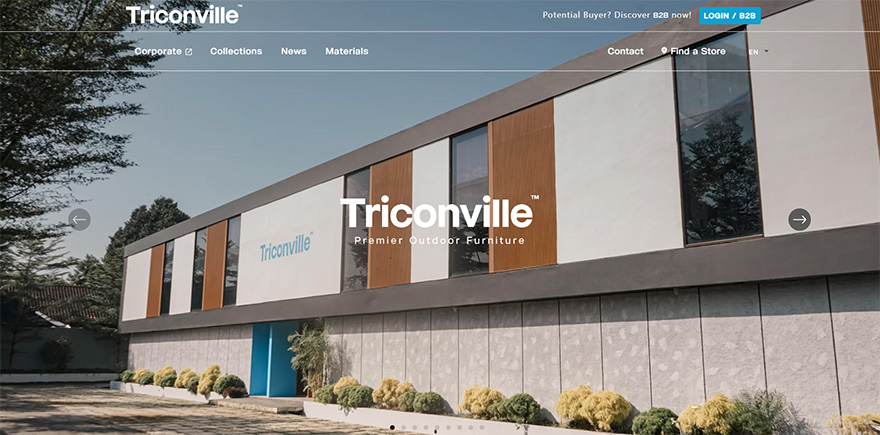 Triconville™
Potential Buyer? Discover B2B now! LOGIN / B2B
Corporate Collections News Materials Contact Find a Store EN
Triconville™
Premier Outdoor Furniture
Triconville™